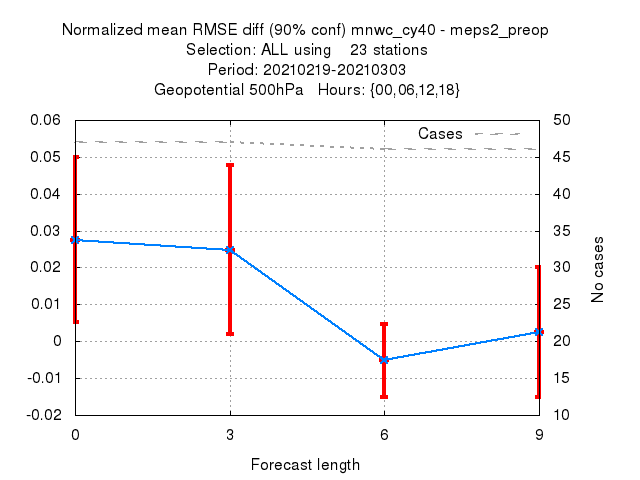 Normalized mean RMSE diff (90% conf) mnwc_cy40 - meps2_preop
Selection: ALL using    23 stations
Period: 20210219-20210303
Geopotential 500hPa   Hours: {00,06,12,18}
Cases
0.06
0.05
0.04
0.03
0.02
0.01
0
-0.01
-0.02
50
45
40
35
30
25
20
15
10
No cases
0 3 6 9
Forecast length